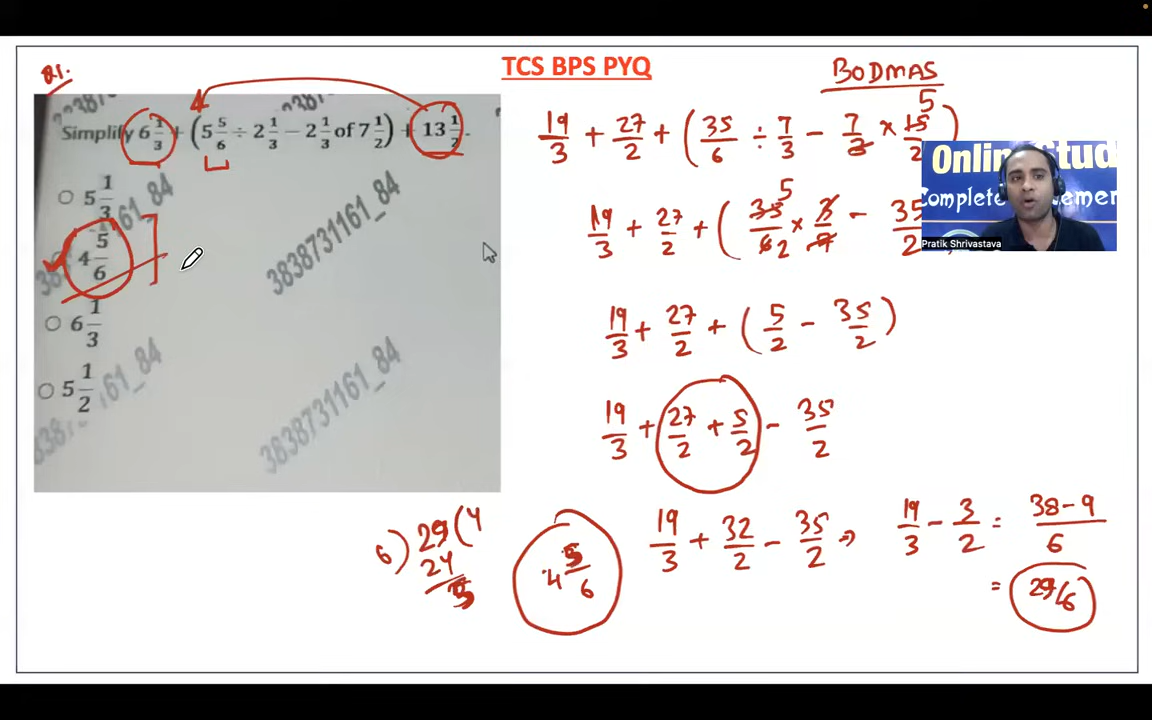 Q1.
TCS BPS PYQ
BODMAS
Simplify 6 1/3 + (5 5/6 ÷ 2 1/3 − 2 1/3 of 7 1/2) + 13 1/2.
5 1/3
4 5/6
6 1/3
5 1/2
3838731161_84
3838731161_84
19/3 + 27/2 + (35/6 ÷ 7/3 − 7/3 × 15/2)
5
19/3 + 27/2 + (35/6 × 3/7 − 35/2
5
2
19/3 + 27/2 + (5/2 − 35/2)
19/3 + 27/2 + 5/2 − 35/2
19/3 + 32/2 − 35/2 ⇒ 19/3 − 3/2 = 38−9/6
= 29/6
6) 29 (4
24
5
4 5/6
Online Stud
Complete
Pratik Shrivastava